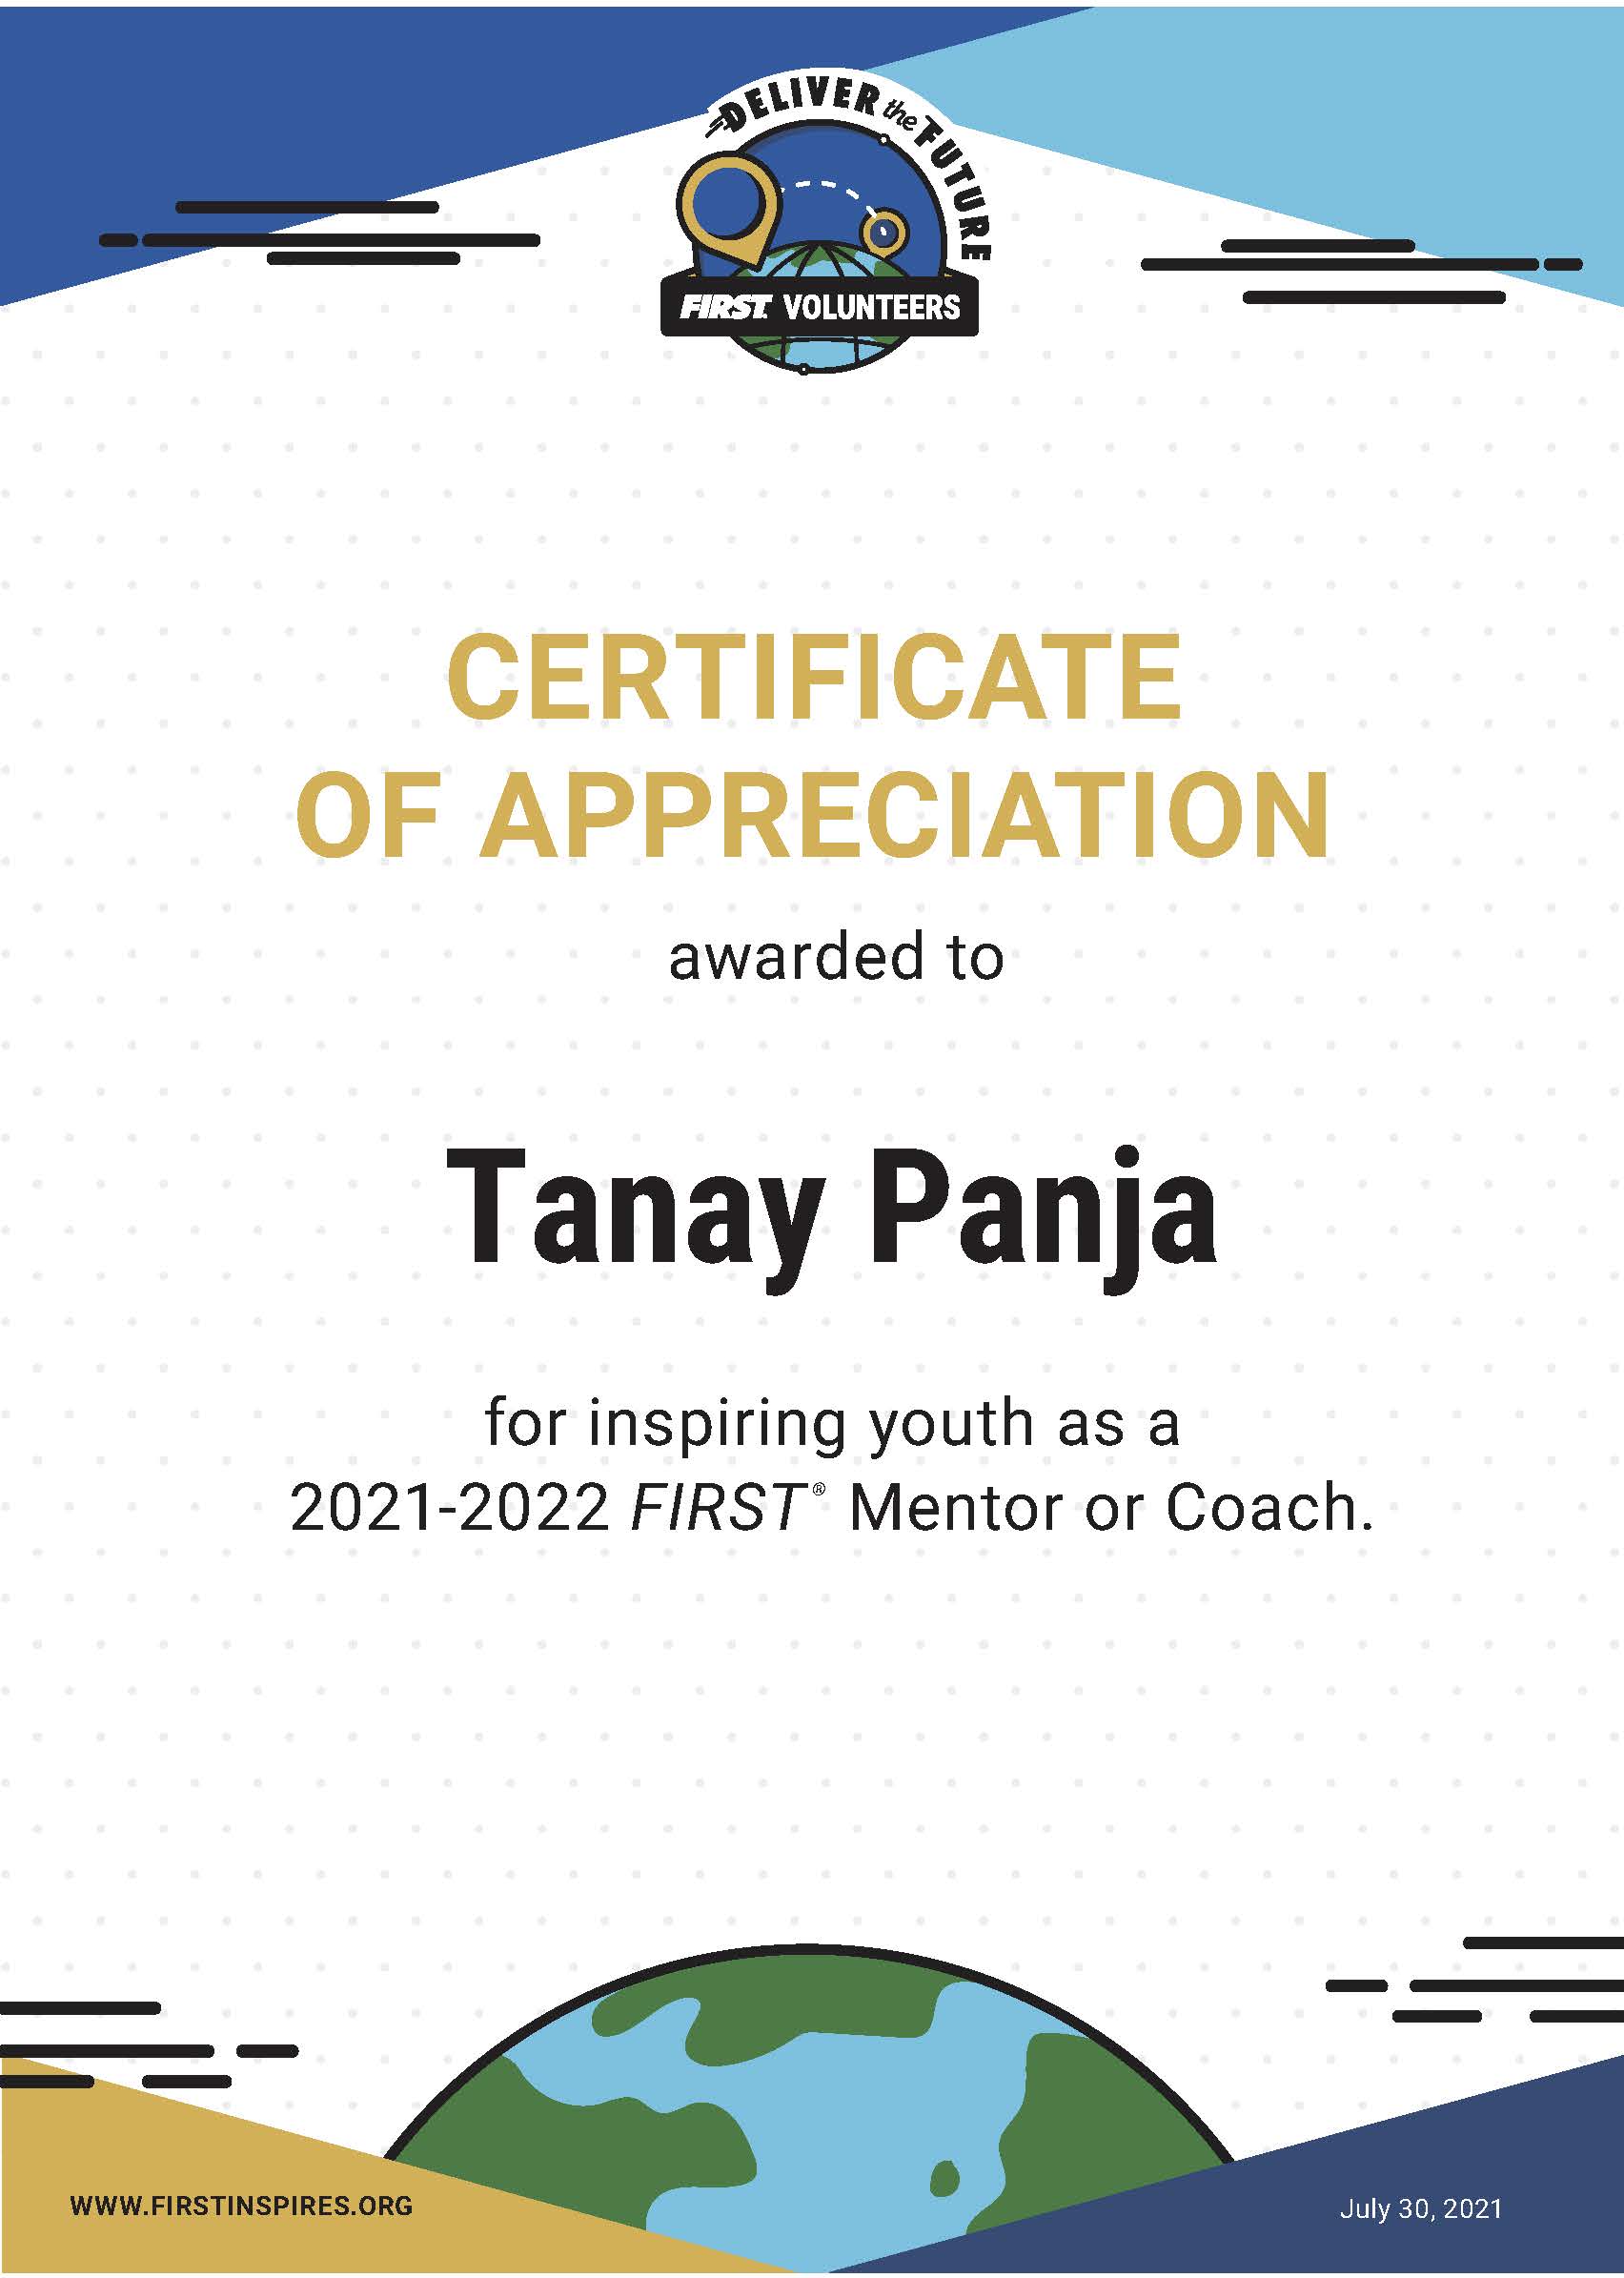 DELIVER the FUTURE
FIRST VOLUNTEERS
CERTIFICATE
OF APPRECIATION
awarded to
Tanay Panja
for inspiring youth as a
2021-2022 FIRST® Mentor or Coach.
WWW.FIRSTINSPIRES.ORG
July 30, 2021